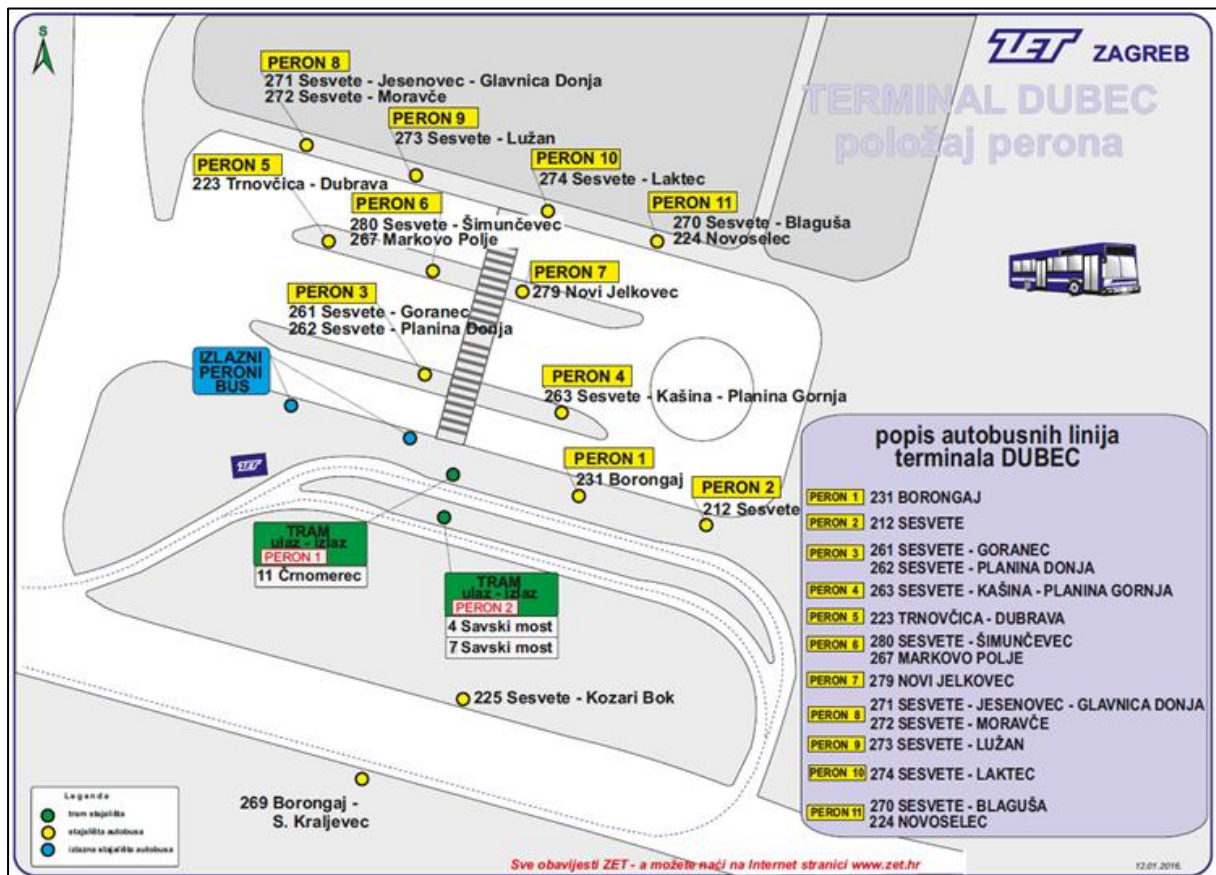 S
ZET ZAGREB
TERMINAL DUBEC
položaj perona
PERON 8
271 Sesvete - Jesenovec - Glavnica Donja
272 Sesvete - Moravče
PERON 9
273 Sesvete - Lužan
PERON 5
223 Trnovčica - Dubrava
PERON 10
274 Sesvete - Laktec
PERON 6
280 Sesvete - Šimunčevec
267 Markovo Polje
PERON 11
270 Sesvete - Blaguša
224 Novoselec
PERON 7
279 Novi Jelkovec
PERON 3
261 Sesvete - Goranec
262 Sesvete - Planina Donja
IZLAZNI
PERONI
BUS
PERON 4
263 Sesvete - Kašina - Planina Gornja
PERON 1
231 Borongaj
PERON 2
212 Sesvete
ZET
TRAM
ulaz - izlaz
PERON 1
11 Črnomerec
TRAM
ulaz - izlaz
PERON 2
4 Savski most
7 Savski most
225 Sesvete - Kozari Bok
269 Borongaj -
S. Kraljevec
popis autobusnih linija
terminala DUBEC
PERON 1 231 BORONGAJ
PERON 2 212 SESVETE
PERON 3 261 SESVETE - GORANEC
262 SESVETE - PLANINA DONJA
PERON 4 263 SESVETE - KAŠINA - PLANINA GORNJA
PERON 5 223 TRNOVČICA - DUBRAVA
PERON 6 280 SESVETE - ŠIMUNČEVEC
267 MARKOVO POLJE
PERON 7 279 NOVI JELKOVEC
PERON 8 271 SESVETE - JESENOVEC - GLAVNICA DONJA
272 SESVETE - MORAVČE
PERON 9 273 SESVETE - LUŽAN
PERON 10 274 SESVETE - LAKTEC
PERON 11 270 SESVETE - BLAGUŠA
224 NOVOSELEC
Legenda
tram stajališta
stajališta autobusa
izlazna stajališta autobusa
Sve obavijesti ZET - a možete naći na Internet stranici www.zet.hr
12.01.2016.